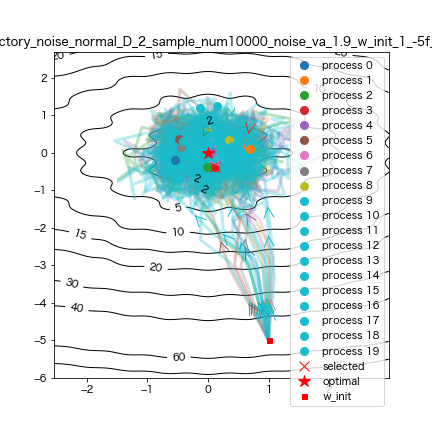 ctory_noise_normal_D_2_sample_num10000_noise_va_1.9_w_init_1_-5f_
20
15
10
2
1
0
−1
−2
−3
−4
−5
−6
2
2
2
5
10
15
20
30
40
60
−2
−1
0
1
process 0
process 1
process 2
process 3
process 4
process 5
process 6
process 7
process 8
process 9
process 10
process 11
process 12
process 13
process 14
process 15
process 16
process 17
process 18
process 19
selected
optimal
w_init